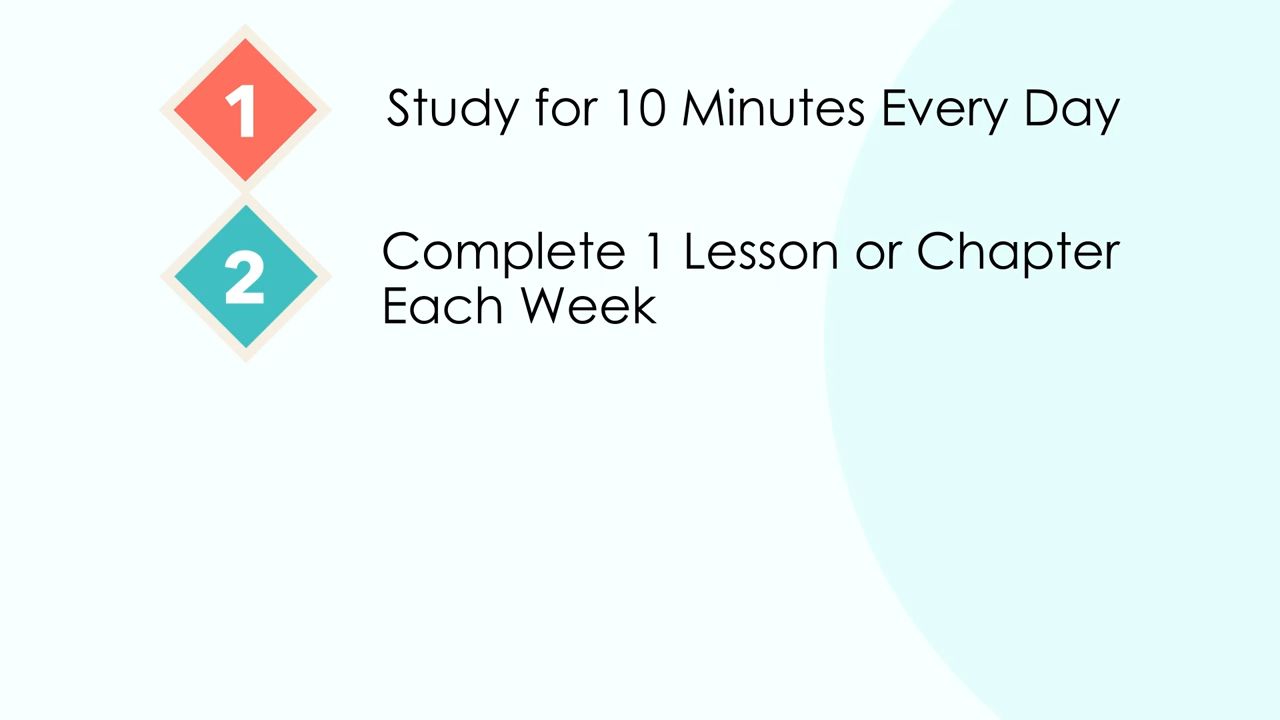 1
Study for 10 Minutes Every Day
2
Complete 1 Lesson or Chapter
Each Week